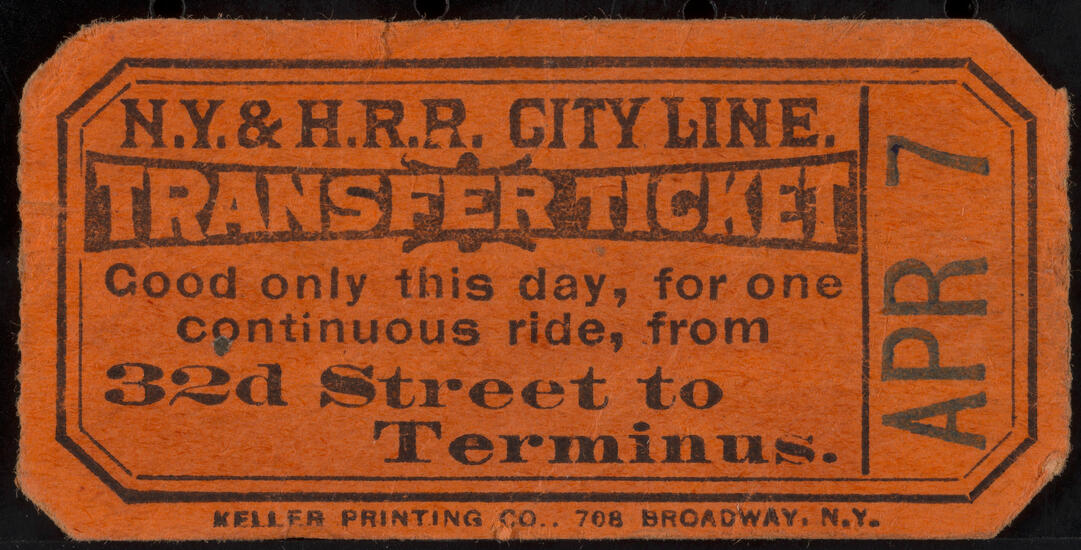 N.Y. & H.R.R. CITY LINE.
TRANSFER TICKET
Good only this day, for one
continuous ride, from
32d Street to
Terminus.
APR 7
KELLER PRINTING CO., 708 BROADWAY, N.Y.